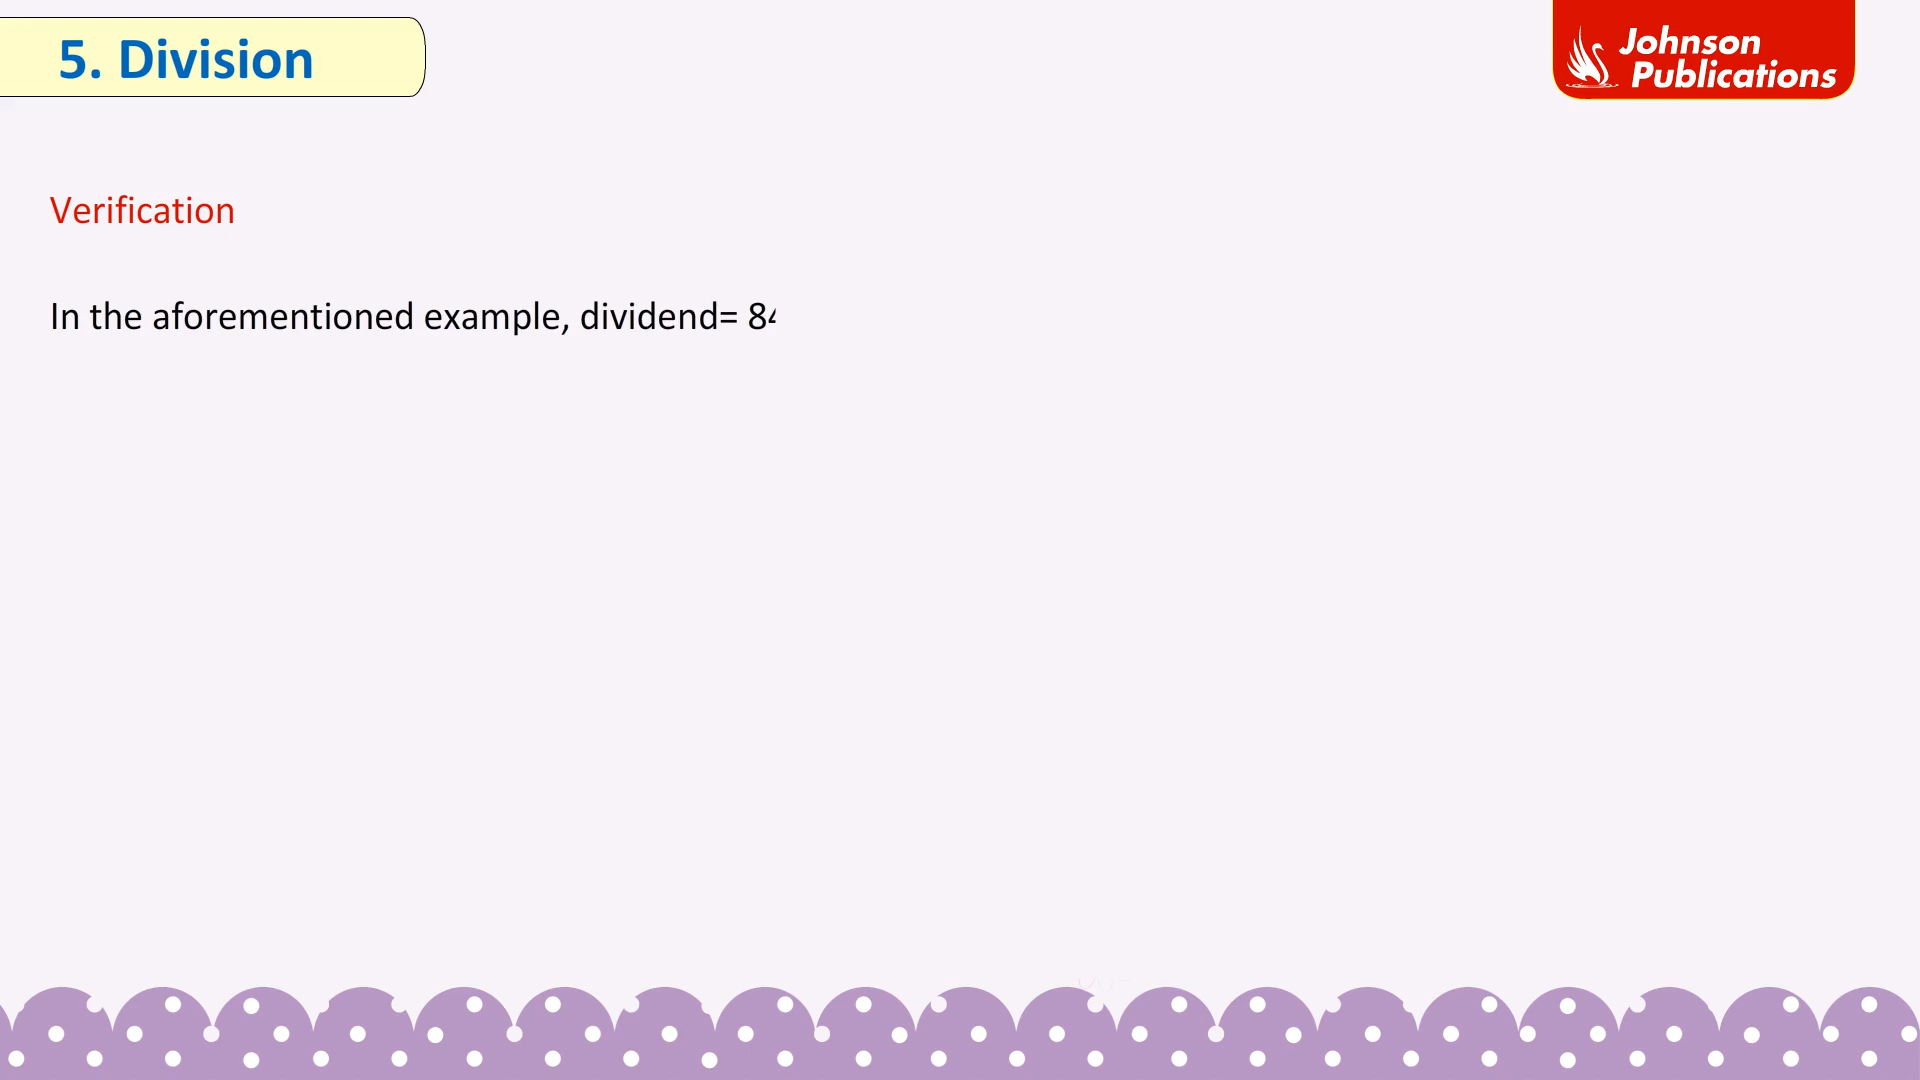 5. Division
Johnson
Publications
Verification
In the aforementioned example, dividend= 84